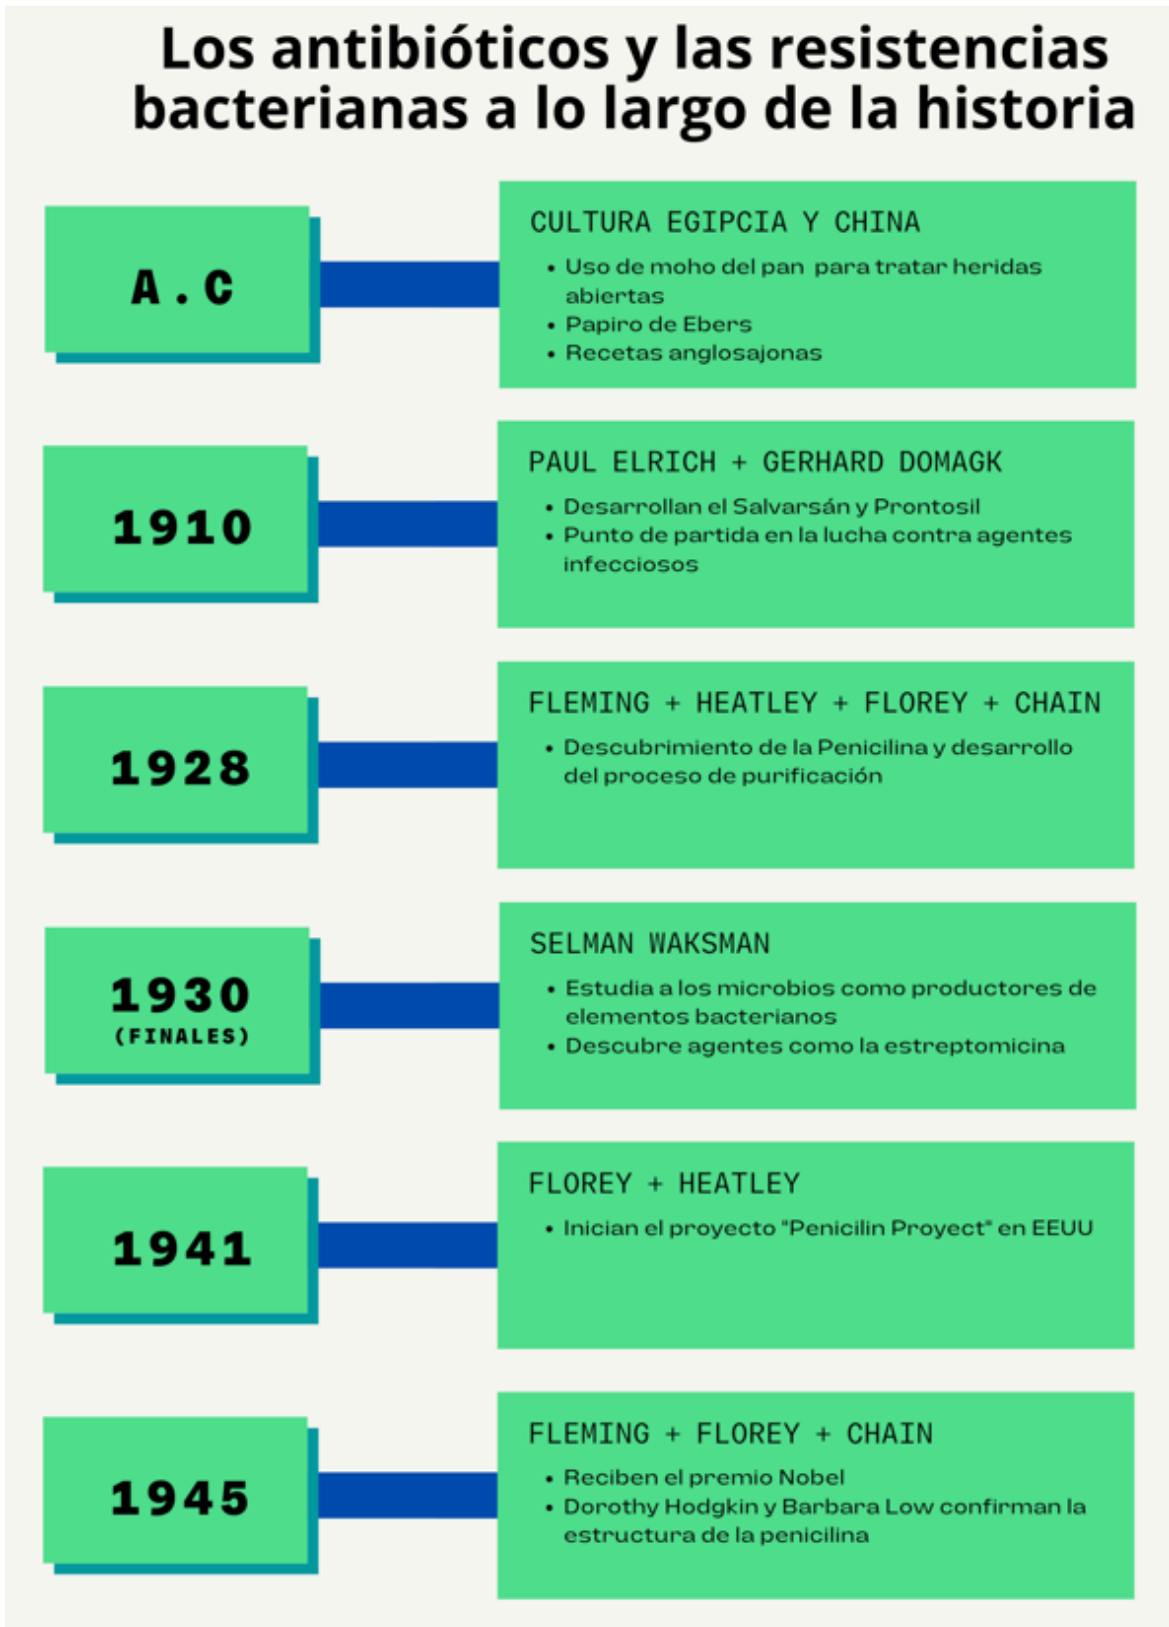 Los antibióticos y las resistencias
bacterianas a lo largo de la historia
A.C
CULTURA EGIPCIA Y CHINA
• Uso de moho del pan para tratar heridas
abiertas
• Papiro de Ebers
• Recetas anglosajonas
1910
PAUL ELRICH + GERHARD DOMAGK
• Desarrollan el Salvarsán y Prontosil
• Punto de partida en la lucha contra agentes
infecciosos
1928
FLEMING + HEATLEY + FLOREY + CHAIN
• Descubrimiento de la Penicilina y desarrollo
del proceso de purificación
1930
(FINALES)
SELMAN WAKSMAN
• Estudia a los microbios como productores de
elementos bacterianos
• Descubre agentes como la estreptomicina
1941
FLOREY + HEATLEY
• Inician el proyecto "Penicilin Proyect" en EEUU
1945
FLEMING + FLOREY + CHAIN
• Reciben el premio Nobel
• Dorothy Hodgkin y Barbara Low confirman la
estructura de la penicilina